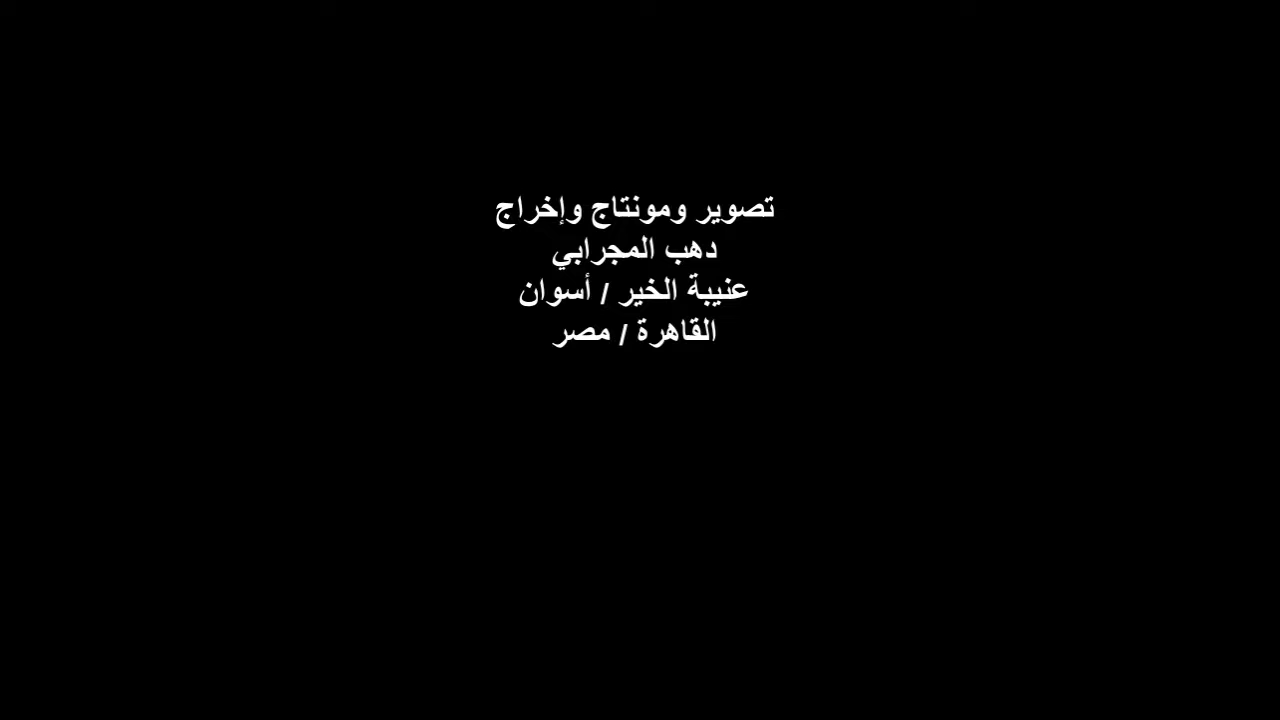 تصوير ومونتاج وإخراج
دهب المجرابي
عنيبة الخير / أسوان
القاهرة / مصر